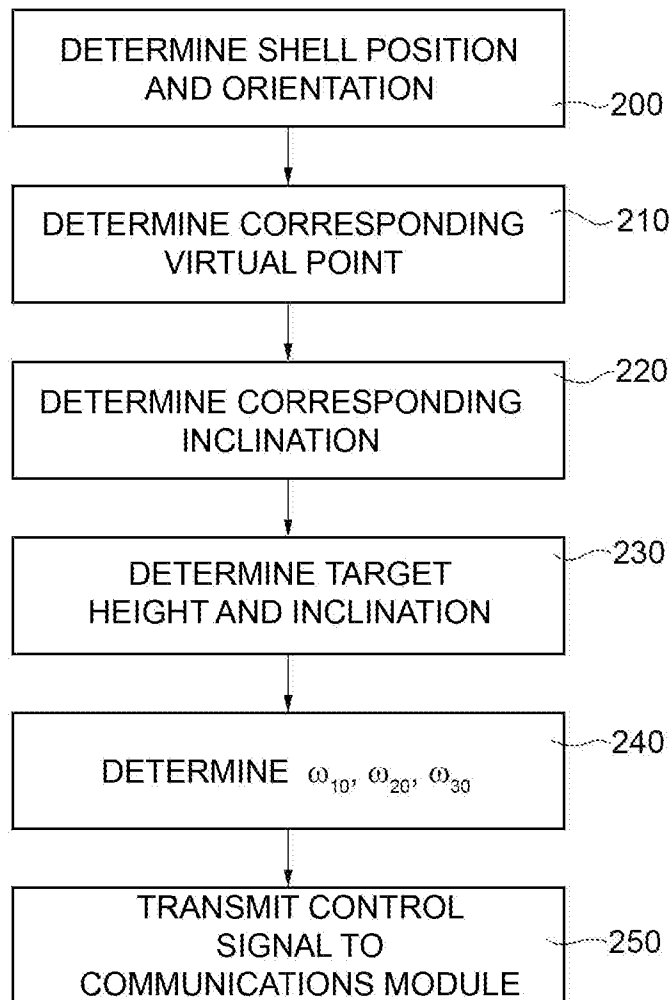 DETERMINE SHELL POSITION
AND ORIENTATION
200
DETERMINE CORRESPONDING
VIRTUAL POINT
210
DETERMINE CORRESPONDING
INCLINATION
220
DETERMINE TARGET
HEIGHT AND INCLINATION
230
DETERMINE ω₁₀, ω₂₀, ω₃₀
240
TRANSMIT CONTROL
SIGNAL TO
COMMUNICATIONS MODULE
250